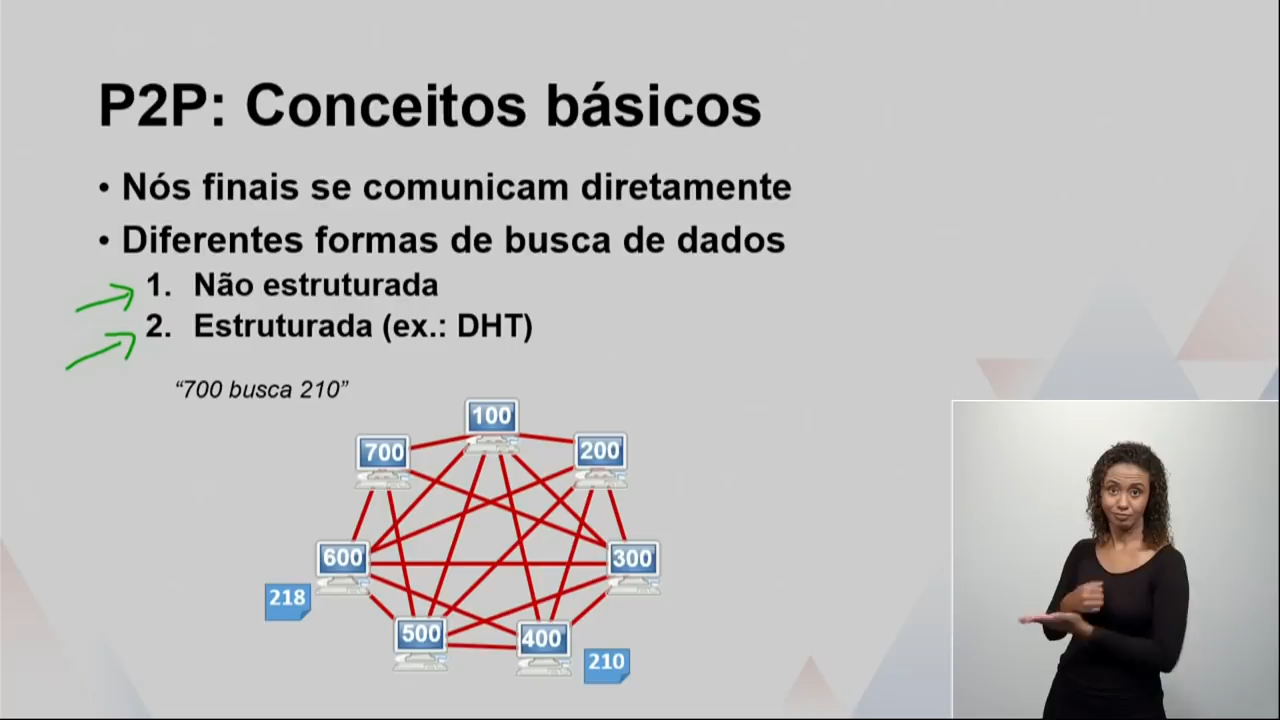 P2P: Conceitos básicos
• Nós finais se comunicam diretamente
• Diferentes formas de busca de dados
1. Não estruturada
2. Estruturada (ex.: DHT)
“700 busca 210”
100
700
200
600
300
218
500
400
210